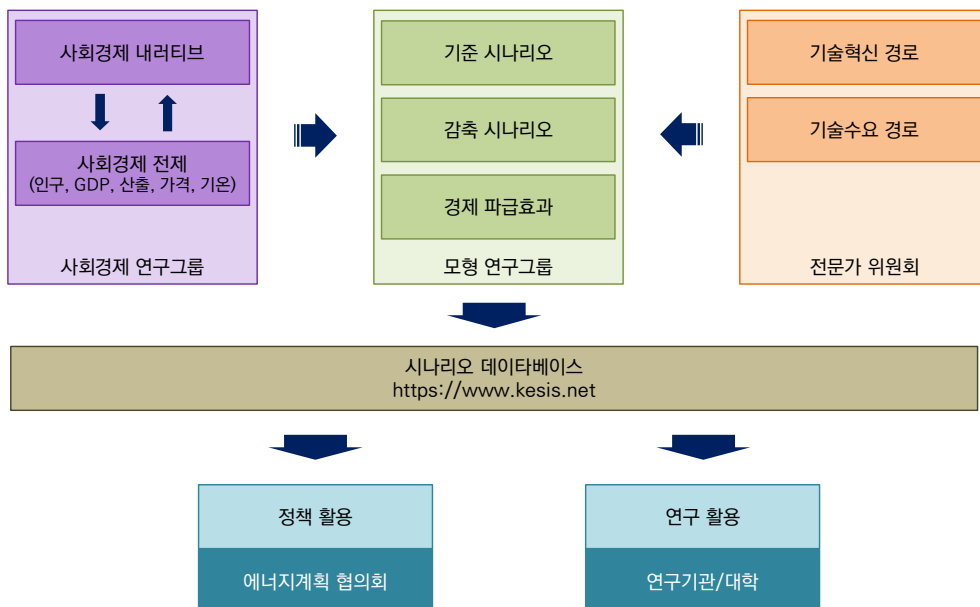 사회경제 내러티브
사회경제 전제
(인구, GDP, 산출, 가격, 기온)
사회경제 연구그룹
기준 시나리오
감축 시나리오
경제 파급효과
모형 연구그룹
기술혁신 경로
기술수요 경로
전문가 위원회
시나리오 데이타베이스
https://www.kesis.net
정책 활용
에너지계획 협의회
연구 활용
연구기관/대학